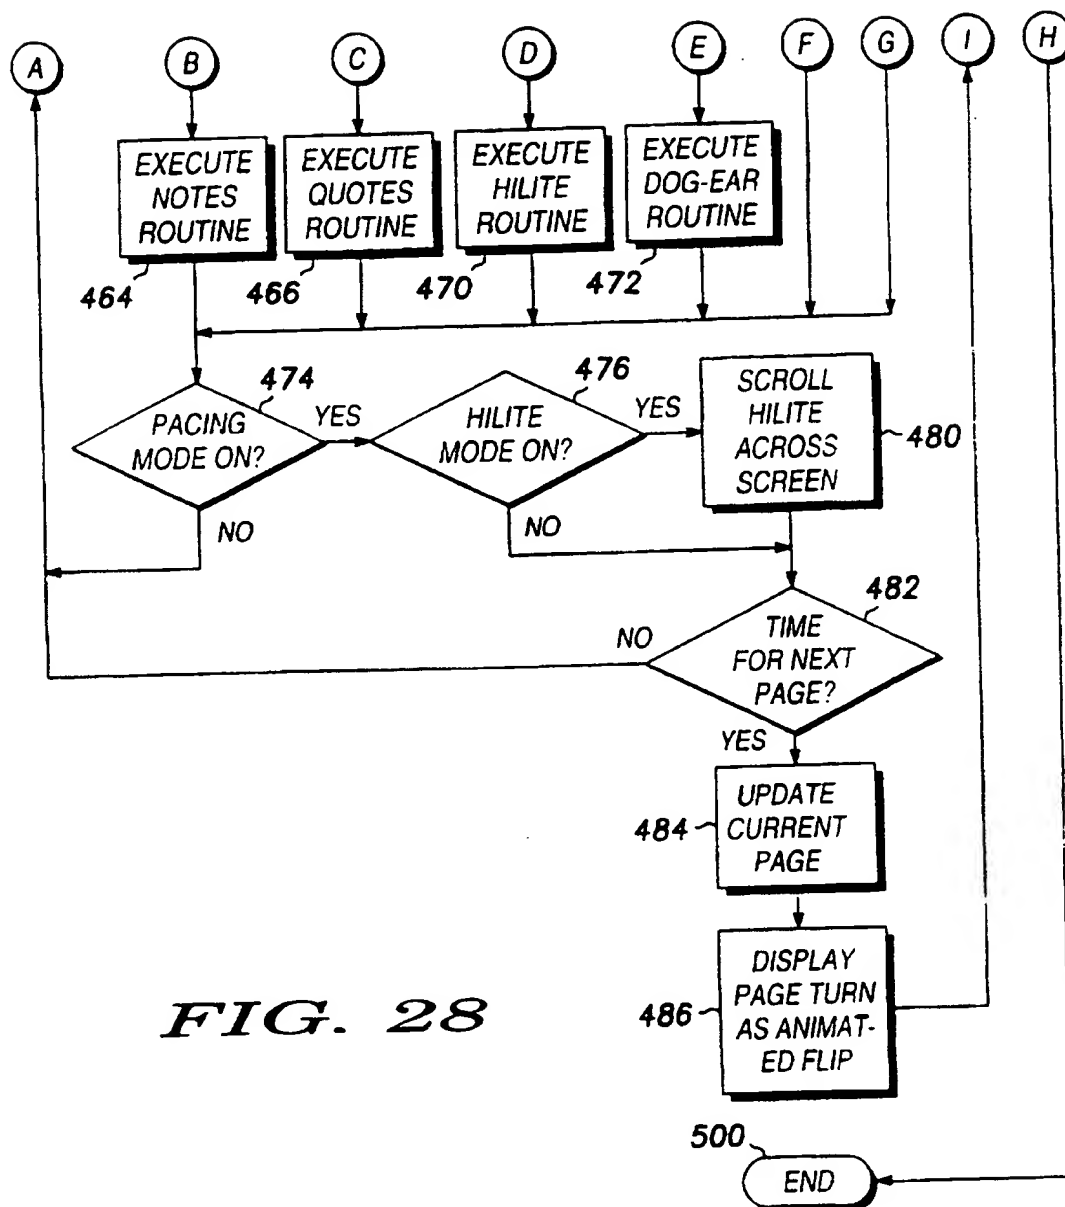 A
B
C
D
E
F
G
I
H
EXECUTE
NOTES
ROUTINE
464
EXECUTE
QUOTES
ROUTINE
466
EXECUTE
HILITE
ROUTINE
470
EXECUTE
DOG-EAR
ROUTINE
472
474
PACING
MODE ON?
YES
NO
476
HILITE
MODE ON?
YES
NO
SCROLL
HILITE
ACROSS
SCREEN
480
482
TIME
FOR NEXT
PAGE?
NO
YES
484
UPDATE
CURRENT
PAGE
486
DISPLAY
PAGE TURN
AS ANIMAT-
ED FLIP
FIG. 28
500
END